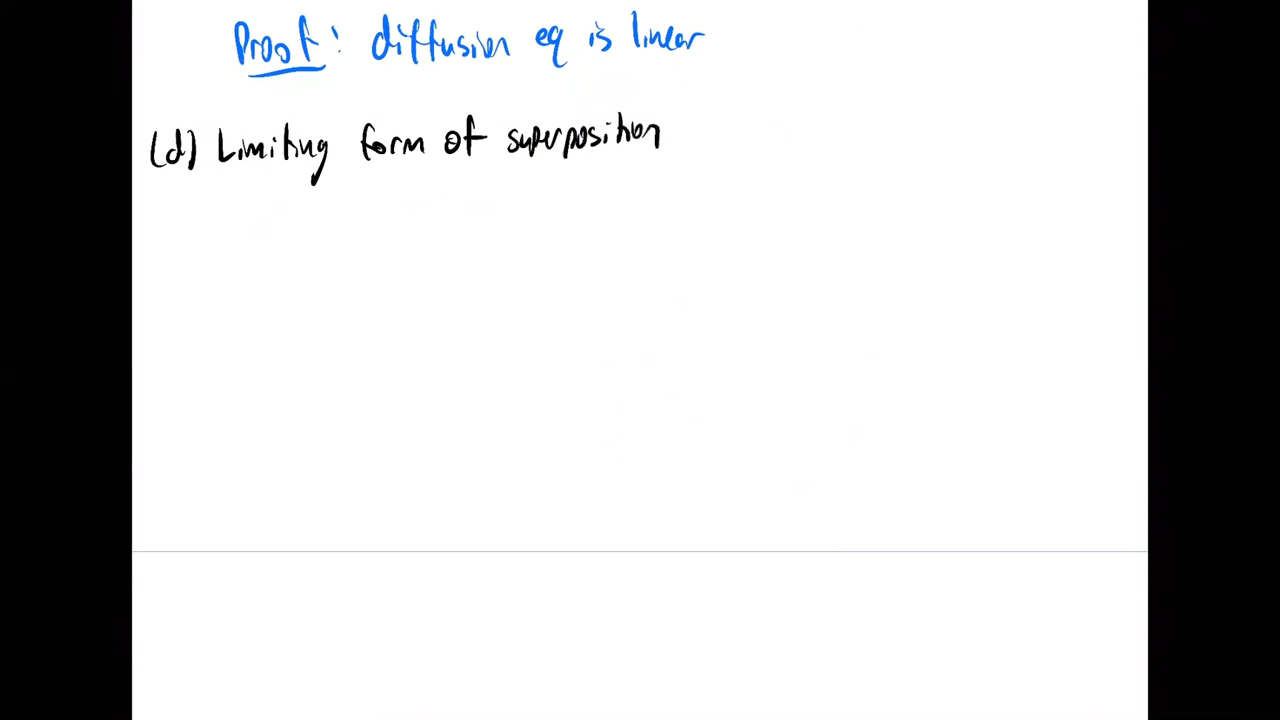 Proof: diffusion eq is linear
(d) Limiting form of superposition